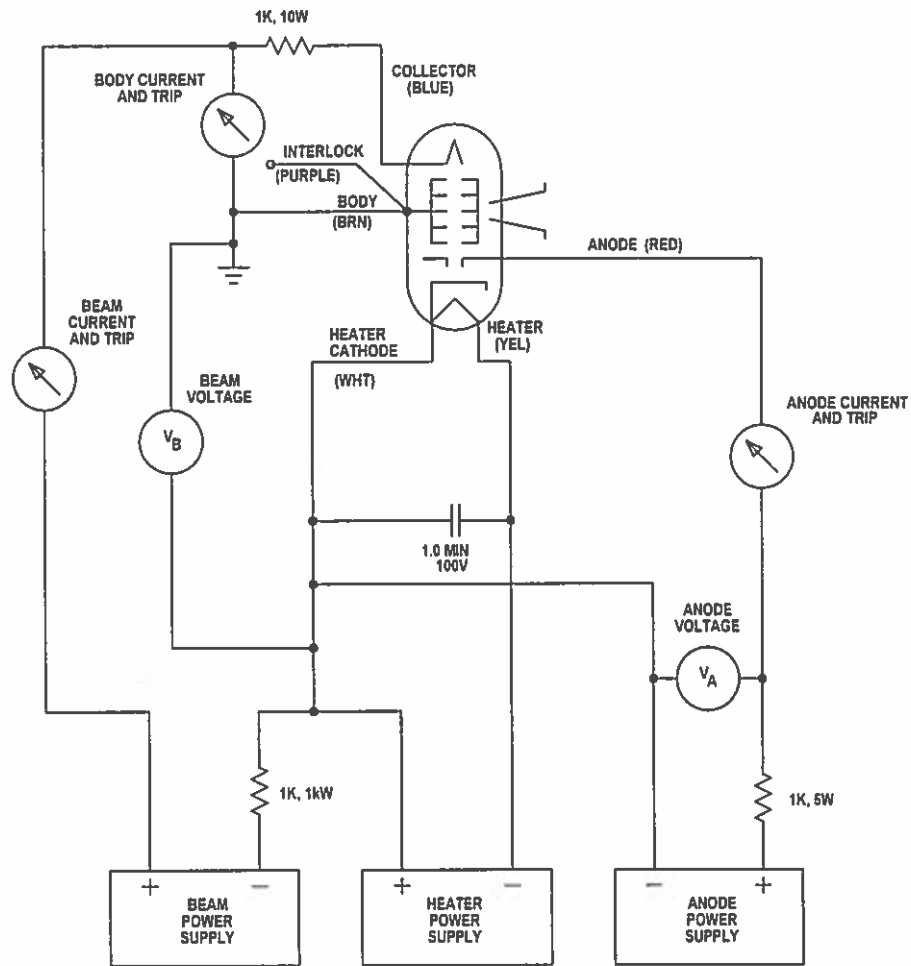 1K, 10W
COLLECTOR
(BLUE)
BODY CURRENT
AND TRIP
INTERLOCK
(PURPLE)
BODY
(BRN)
ANODE (RED)
BEAM
CURRENT
AND TRIP
HEATER
CATHODE
(WHT)
HEATER
(YEL)
BEAM
VOLTAGE
VB
ANODE CURRENT
AND TRIP
1.0 MIN
100V
ANODE
VOLTAGE
VA
1K, 1kW
1K, 5W
+ −
BEAM
POWER
SUPPLY
+ −
HEATER
POWER
SUPPLY
− +
ANODE
POWER
SUPPLY